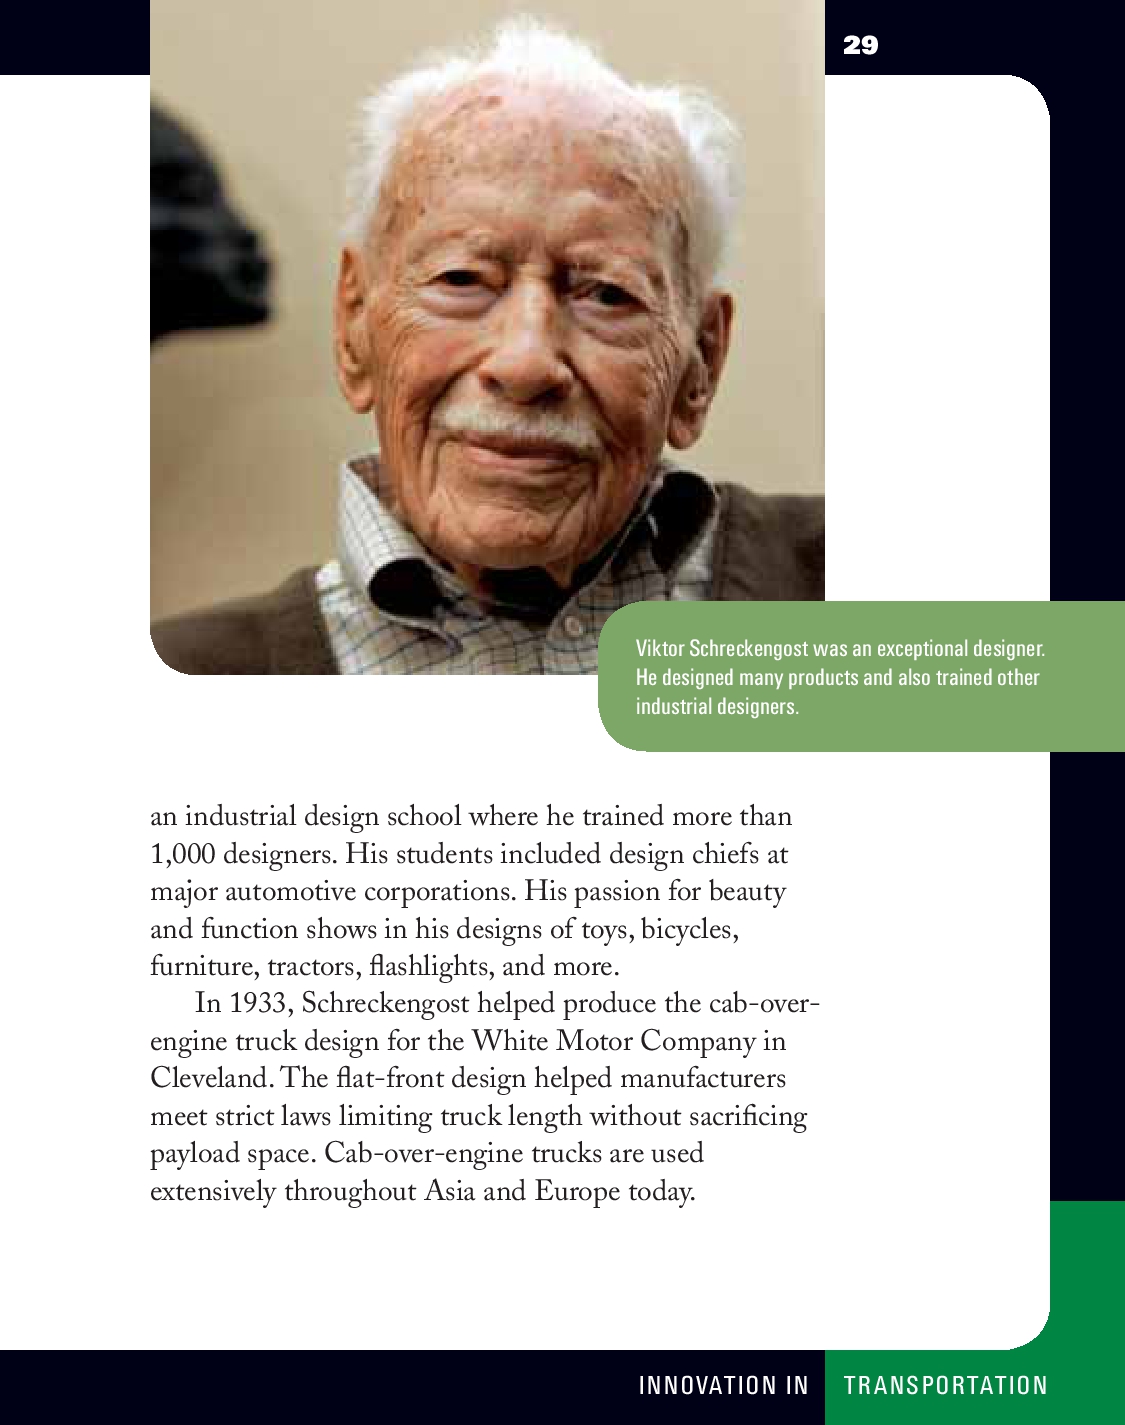 29
Viktor Schreckengost was an exceptional designer.
He designed many products and also trained other
industrial designers.
an industrial design school where he trained more than
1,000 designers. His students included design chiefs at
major automotive corporations. His passion for beauty
and function shows in his designs of toys, bicycles,
furniture, tractors, flashlights, and more.
In 1933, Schreckengost helped produce the cab-over-
engine truck design for the White Motor Company in
Cleveland. The flat-front design helped manufacturers
meet strict laws limiting truck length without sacrificing
payload space. Cab-over-engine trucks are used
extensively throughout Asia and Europe today.
INNOVATION IN TRANSPORTATION